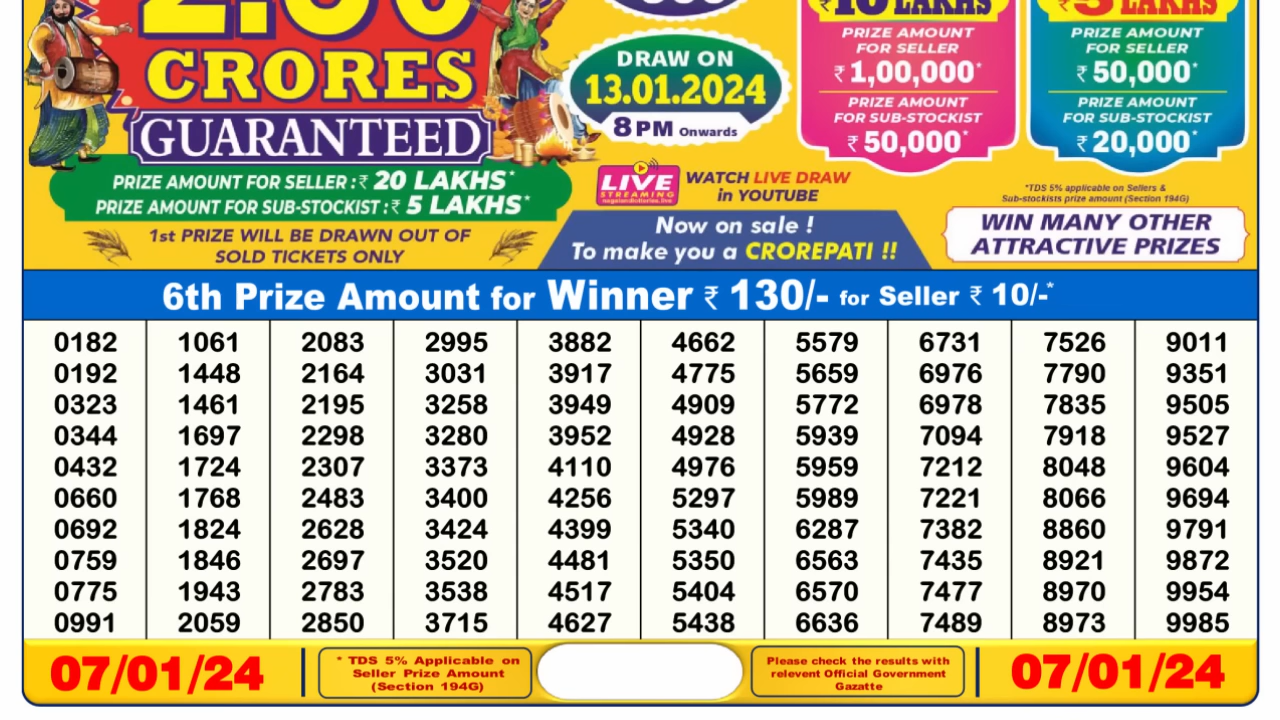 CRORES
GUARANTEED
PRIZE AMOUNT FOR SELLER :₹ 20 LAKHS*
PRIZE AMOUNT FOR SUB-STOCKIST :₹ 5 LAKHS*
1st PRIZE WILL BE DRAWN OUT OF
SOLD TICKETS ONLY
DRAW ON
13.01.2024
8PM Onwards
LIVE
STREAMING
nagalandlotteries.live
WATCH LIVE DRAW
in YOUTUBE
Now on sale !
To make you a CROREPATI !!
₹10 LAKHS
PRIZE AMOUNT
FOR SELLER
₹ 1,00,000*
PRIZE AMOUNT
FOR SUB-STOCKIST
₹ 50,000*
₹5 LAKHS
PRIZE AMOUNT
FOR SELLER
₹ 50,000*
PRIZE AMOUNT
FOR SUB-STOCKIST
₹ 20,000*
*TDS 5% applicable on Sellers &
Sub-stockists prize amount (Section 194G)
WIN MANY OTHER
ATTRACTIVE PRIZES
6th Prize Amount for Winner ₹ 130/- for Seller ₹ 10/-*
0182 1061 2083 2995 3882 4662 5579 6731 7526 9011
0192 1448 2164 3031 3917 4775 5659 6976 7790 9351
0323 1461 2195 3258 3949 4909 5772 6978 7835 9505
0344 1697 2298 3280 3952 4928 5939 7094 7918 9527
0432 1724 2307 3373 4110 4976 5959 7212 8048 9604
0660 1768 2483 3400 4256 5297 5989 7221 8066 9694
0692 1824 2628 3424 4399 5340 6287 7382 8860 9791
0759 1846 2697 3520 4481 5350 6563 7435 8921 9872
0775 1943 2783 3538 4517 5404 6570 7477 8970 9954
0991 2059 2850 3715 4627 5438 6636 7489 8973 9985
07/01/24
* TDS 5% Applicable on
Seller Prize Amount
(Section 194G)
Please check the results with
relevent Official Government
Gazatte
07/01/24